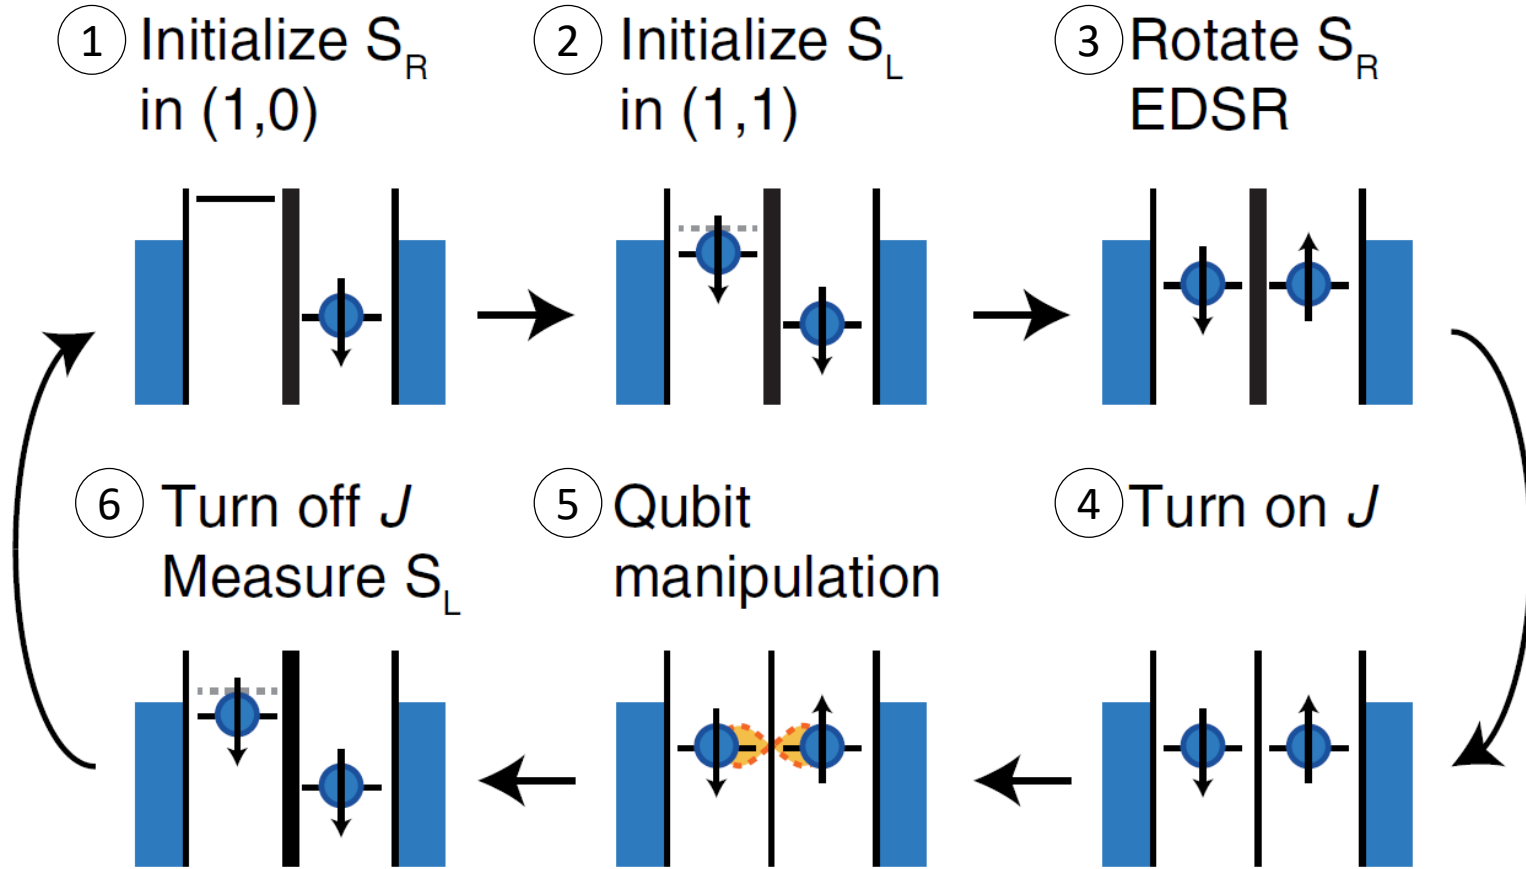 ① Initialize S_R
in (1,0)
② Initialize S_L
in (1,1)
③ Rotate S_R
EDSR
④ Turn on J
⑤ Qubit
manipulation
⑥ Turn off J
Measure S_L